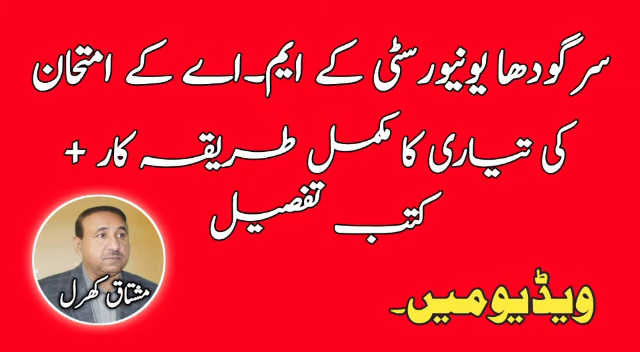 سرگودھا یونیورسٹی کے ایم۔اے کے امتحان
کی تیاری کا مکمل طریقہ کار +
کتب تفصیل
مشتاق کھرل
ویڈیو میں۔